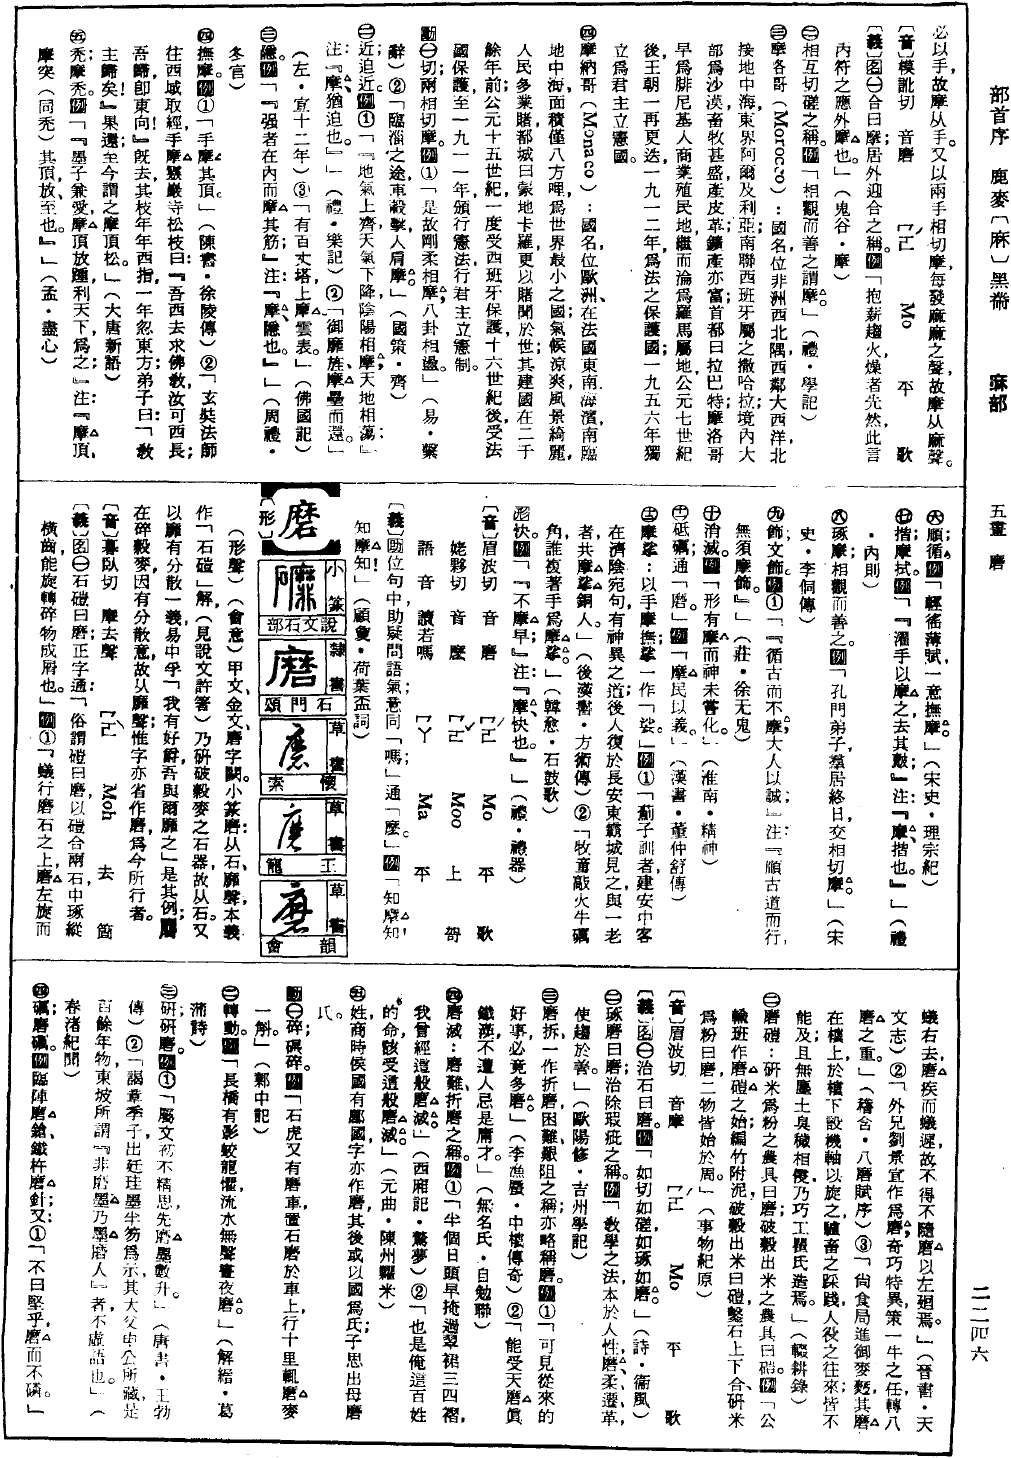 部首序 鹿麥〔麻〕黑黹 麻部 五畫 磨 二二四六
必以手，故摩从手。又以兩手相切摩，每發麻麻之聲，故摩从麻聲。
〔音〕模訛切 音磨 ㄇㄛˊ Mo 平 歌
〔義〕名㊀合曰摩；居外迎合之稱。例「抱薪趨火，燥者先然；此言
內符之應外摩也。」（鬼谷・摩）
㊁相互切磋之稱。例「相觀而善之謂摩。」（禮・學記）
㊂摩各哥（Morocco）：國名，位非洲西北隅，西鄰大西洋，北
接地中海，東界阿爾及利亞，南聯西班牙屬之撒哈拉；境內大
部爲沙漠，畜牧甚盛，產皮革，鑛產亦富；首都曰拉巴特。摩洛哥
早爲腓尼基人商業殖民地，繼而淪爲羅馬屬地；公元七世紀
後，王朝一再更迭，一九一二年，爲法之保護國；一九五六年獨
立，爲君主立憲國。
㊃摩納哥（Monaco）：國名，位歐洲，在法國東南海濱，南臨
地中海，面積僅八方哩，爲世界最小之國；氣候涼爽，風景綺麗，
人民多業賭，都城曰蒙地卡羅，更以賭聞於世；其建國在二千
餘年前，公元十五世紀，一度受西班牙保護，十六世紀後受法
國保護，至一九一一年頒行憲法，行君主立憲制。
動㊀切；兩相切摩。例①「是故剛柔相摩，八卦相盪。」（易・繫
辭）②「臨淄之途，車轂擊，人肩摩。」（國策・齊）
㊁近；迫近。例①「『地氣上齊，天氣下降，陰陽相摩，天地相蕩』
注：『摩，猶迫也』」（禮・樂記）②「御靡旌，摩壘而還。」
（左・宣十二年）③「有百丈塔，上摩雲表。」（佛國記）
㊂隱。例「『强者在內而摩其筋』注：『摩，隱也。』」（周禮・
冬官）
㊃撫摩。例①「手摩其頂。」（陳書・徐陵傳）②「玄奘法師
往西域取經，手摩靈巖寺松枝曰：『吾西去求佛敎，汝可西長；
吾歸，卽東向』旣去，其枝年年西指；一年忽東方，弟子曰：『敎
主歸矣！』果還；至今謂之摩頂松。」（大唐新語）
㊄禿；摩禿。例「『墨子兼愛，摩頂放踵利天下，爲之』注：『摩頂，
摩突（同禿）其頂，放，至也。』」（孟・盡心）
㊅順；循。例「輕徭薄賦，一意撫摩。」（宋史・理宗紀）
㊆揩；摩拭。例「『濯手以摩之，去其皽』注：『摩，揩也。』」（禮
・內則）
㊇琢摩；相觀而善之。例「孔門弟子，羣居終日，交相切摩。」（宋
史・李侗傳）
㊈飾；文飾。例①「『循古而不摩，大人以誠』注：『順古道而行，
無須摩飾。』」（莊・徐无鬼）
㊉消滅。例「形有摩而神未嘗化。」（淮南・精神）
⑪砥礪；通「磨。」例「摩民以義。」（漢書・董仲舒傳）
⑫摩挲：以手摩撫；挲一作「娑。」例①「薊子訓者，建安中客
在濟陰宛句，有神異之道；後人復於長安東霸城見之，與一老
者，共摩挲銅人。」（後漢書・方術傳）②「牧童敲火牛礪
角，誰復著手爲摩挲。」（韓愈・石鼓歌）
形快。例「『不摩早』注：『摩，快也。』」（禮・禮器）
〔音〕眉波切 音磨 ㄇㄛˊ Mo 平 歌
姥夥切 音麼 ㄇㄛˇ Moo 上 哿
語音 讀若嗎 ㄇㄚ Ma 平
〔義〕助位句中，助疑問語氣，意同「嗎；」通「麼。」例「知摩知！
知摩知！」（顧敻・荷葉盃詞）
【磨】
〔形〕
小篆 說文石部
隸書 石門頌
草書 懷素
草書 王寵
草書 韻會
（形聲）（會意）甲文、金文磨字闕。小篆磨：从石，靡聲，本義
作「石磑」解，（見說文許箸）乃研破穀麥之石器，故从石。又
以靡有分散一義，易中孚「我有好爵，吾與爾靡之」是其例；磨
在碎穀麥，因有分散意，故从靡聲；惟字亦省作磨，爲今所行者。
〔音〕暮臥切 摩去聲 ㄇㄛˋ Moh 去 箇
〔義〕名㊀石磑曰磨；正字通：「俗謂磑曰磨，以磑合兩石，中琢縱
橫齒，能旋轉碎物成屑也。」例①「蟻行磨石之上，磨左旋而
蟻右去，磨疾而蟻遲，故不得不隨磨以左迴焉。」（晉書・天
文志）②「外兄劉景宣作爲磨，奇巧特異，策一牛之任，轉八
磨之重。」（嵇含・八磨賦序）③「尙食局進御麥麪，其磨
在樓上，於樓下設機軸以旋之，驢畜之踩踐，人役之往來，皆不
能及，且無塵土臭穢相侵，乃巧工瞿氏造焉。」（輟耕錄）
㊁磨磑：研米爲粉之農具曰磨；破穀出米之農具曰磑。例「公
輸班作磨磑之始，編竹附泥，破穀出米曰磑，鑿石上下合，研米
爲粉曰磨，二物皆始於周。」（事物紀原）
〔音〕眉波切 音摩 ㄇㄛˊ Mo 平 歌
〔義〕名㊀治石曰磨。例「如切如磋，如琢如磨。」（詩・衞風）
㊁琢磨曰磨；治除瑕疵之稱。例「敎學之法，本於人性，磨柔遷革，
使趨於善。」（歐陽修・吉州學記）
㊂磨折，一作折磨；困難艱阻之稱；亦略稱磨。例①「可見從來的
好事必竟多磨。」（李漁蜃・中樓傳奇）②「能受天磨眞
鐵漢，不遭人忌是庸才。」（無名氏・自勉聯）
㊃磨滅：磨難；折磨之稱。例①「半個日頭早掩過翠裙三四褶，
我曾經這般磨滅」（西廂記・驚夢）②「也是俺這百姓
的命該受這般磨滅」（元曲・陳州糶米）
㊄姓，商時侯國有鄌國，字亦作磨；其後或以國爲氏；子思出母磨
氏。
動㊀碎；碾碎。例「石虎又有磨車，置石磨於車上，行十里，輒磨麥
一斛。」（鄴中記）
㊁轉動。例「長橋有影蛟龍懼，流水無聲晝夜磨。」（解縉・葛
蒲詩）
㊂研；研磨。例①「屬文初不精思，先磨墨數升。」（唐書・王勃
傳）②「謁章季子，出廷珪墨半笏爲示，其大父申公所藏，是
百餘年物，東坡所謂『非磨墨，乃墨磨人』者，不虛語也。」（
春渚紀聞）
㊃礪；磨礪。例臨陣磨鎗，鐵杵磨針；又①「不曰堅乎，磨而不磷。」